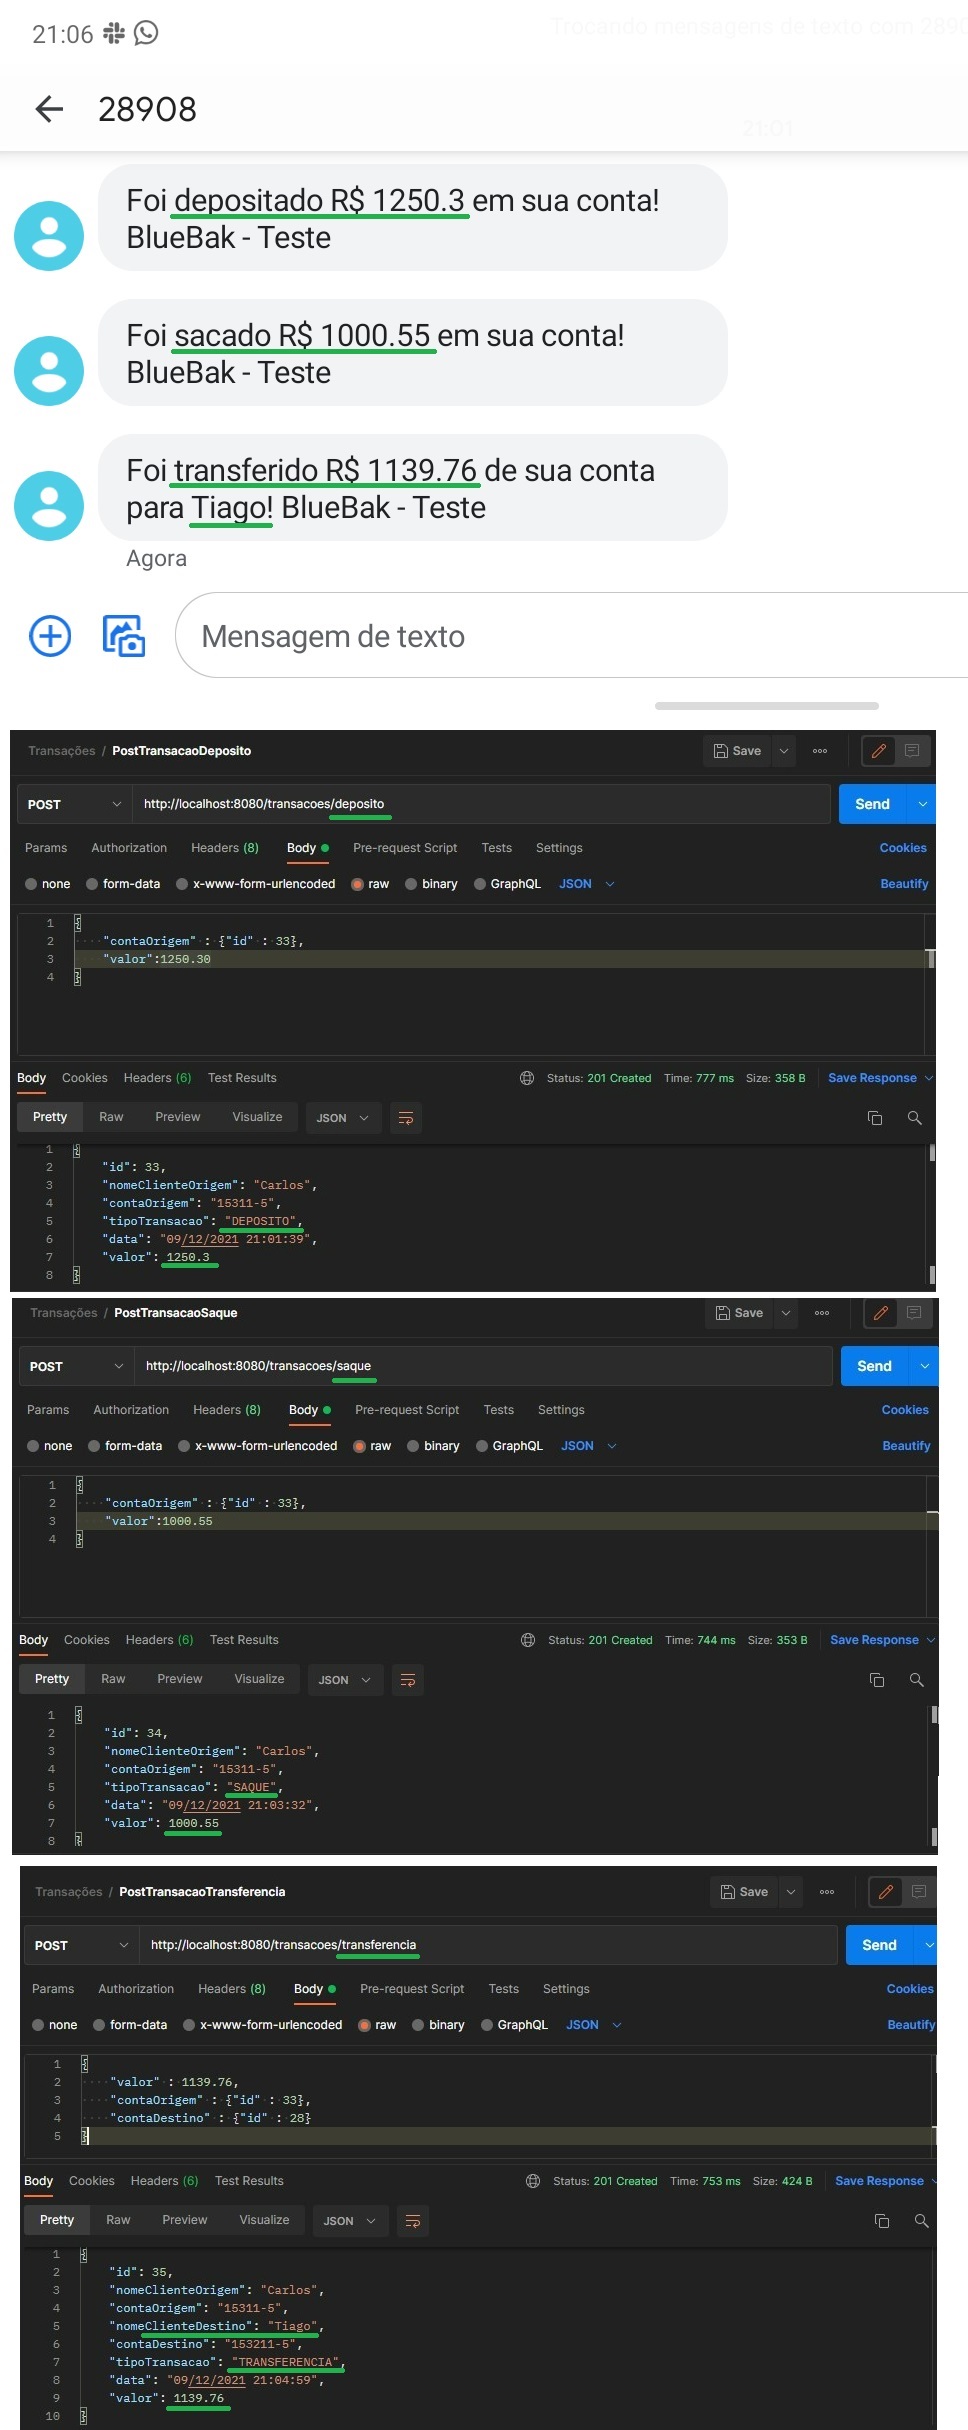 21:06
Trocando mensagens de texto com 2890
28908
21:01
Foi depositado R$ 1250.3 em sua conta!
BlueBak - Teste
Foi sacado R$ 1000.55 em sua conta!
BlueBak - Teste
Foi transferido R$ 1139.76 de sua conta
para Tiago! BlueBak - Teste
Agora
Mensagem de texto
Transações / PostTransacaoDeposito Save
POST http://localhost:8080/transacoes/deposito Send
Params Authorization Headers (8) Body Pre-request Script Tests Settings Cookies
none form-data x-www-form-urlencoded raw binary GraphQL JSON Beautify
1 {
2 ····"contaOrigem"·:·{"id"·:·33},
3 ····"valor":1250.30
4 }
Body Cookies Headers (6) Test Results Status: 201 Created Time: 777 ms Size: 358 B Save Response
Pretty Raw Preview Visualize JSON
1 {
2 "id": 33,
3 "nomeClienteOrigem": "Carlos",
4 "contaOrigem": "15311-5",
5 "tipoTransacao": "DEPOSITO",
6 "data": "09/12/2021 21:01:39",
7 "valor": 1250.3
8 }
Transações / PostTransacaoSaque Save
POST http://localhost:8080/transacoes/saque Send
Params Authorization Headers (8) Body Pre-request Script Tests Settings Cookies
none form-data x-www-form-urlencoded raw binary GraphQL JSON Beautify
1 {
2 ····"contaOrigem"·:·{"id"·:·33},
3 ····"valor":1000.55
4 }
Body Cookies Headers (6) Test Results Status: 201 Created Time: 744 ms Size: 353 B Save Response
Pretty Raw Preview Visualize JSON
1 {
2 "id": 34,
3 "nomeClienteOrigem": "Carlos",
4 "contaOrigem": "15311-5",
5 "tipoTransacao": "SAQUE",
6 "data": "09/12/2021 21:03:32",
7 "valor": 1000.55
8 }
Transações / PostTransacaoTransferencia Save
POST http://localhost:8080/transacoes/transferencia Send
Params Authorization Headers (8) Body Pre-request Script Tests Settings Cookies
none form-data x-www-form-urlencoded raw binary GraphQL JSON Beautify
1 {
2 ····"valor"·:·1139.76,
3 ····"contaOrigem"·:·{"id"·:·33},
4 ····"contaDestino"·:·{"id"·:·28}
5 }
Body Cookies Headers (6) Test Results Status: 201 Created Time: 753 ms Size: 424 B Save Response
Pretty Raw Preview Visualize JSON
1 {
2 "id": 35,
3 "nomeClienteOrigem": "Carlos",
4 "contaOrigem": "15311-5",
5 "nomeClienteDestino": "Tiago",
6 "contaDestino": "153211-5",
7 "tipoTransacao": "TRANSFERENCIA",
8 "data": "09/12/2021 21:04:59",
9 "valor": 1139.76
10 }